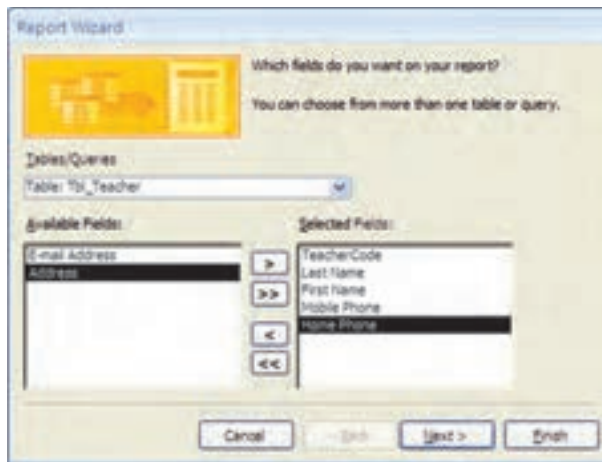 Report Wizard
Which fields do you want on your report?
You can choose from more than one table or query.
Tables/Queries
Table: Tbl_Teacher
Available Fields:
Selected Fields:
E-mail Address
Address
>
>>
<
<<
TeacherCode
Last Name
First Name
Mobile Phone
Home Phone
Cancel
< Back
Next >
Finish